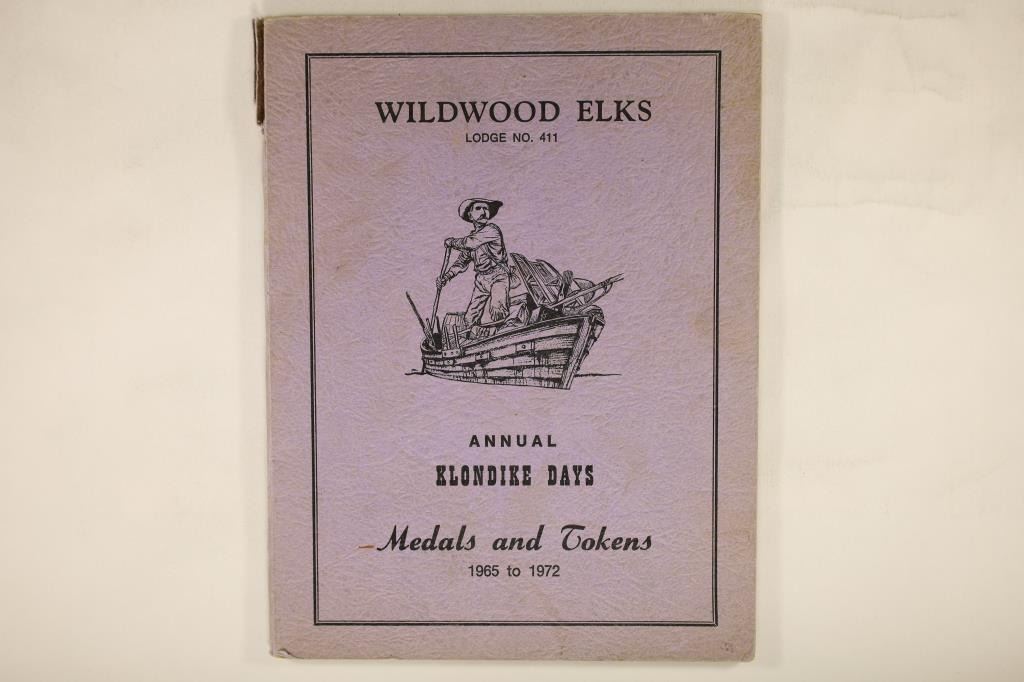 WILDWOOD ELKS
LODGE NO. 411
ANNUAL
KLONDIKE DAYS
Medals and Tokens
1965 to 1972